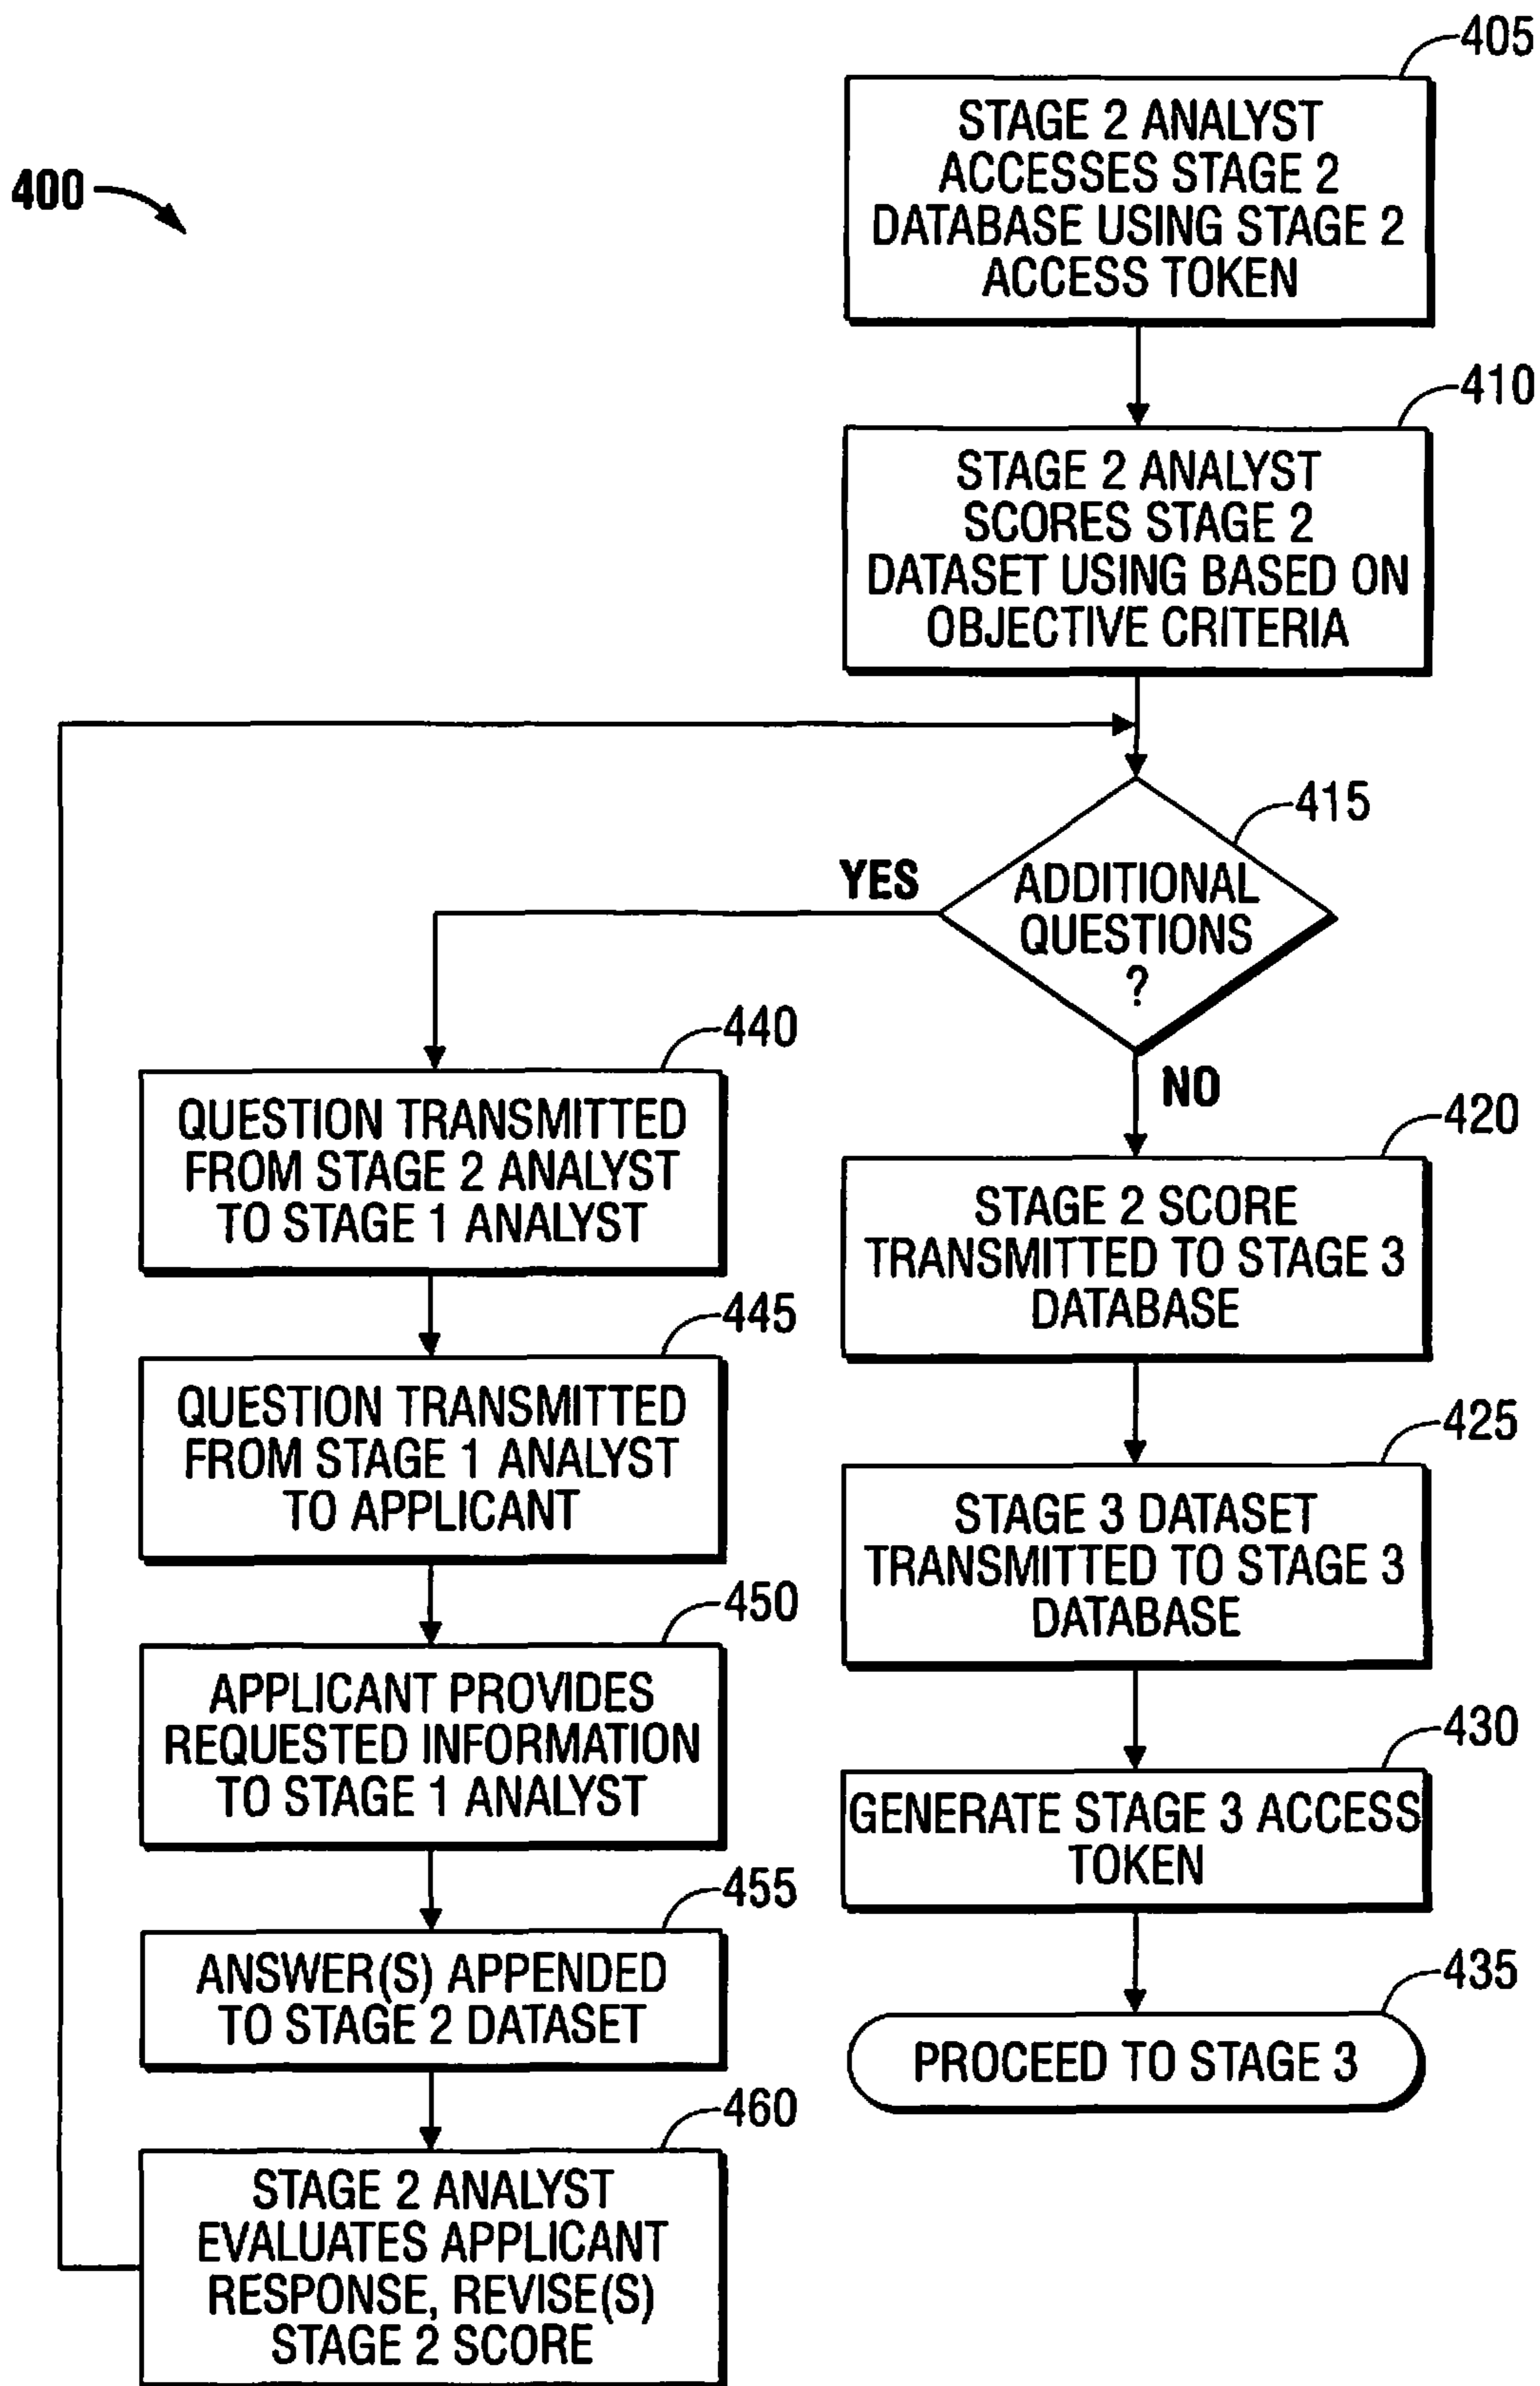 400
405
STAGE 2 ANALYST
ACCESSES STAGE 2
DATABASE USING STAGE 2
ACCESS TOKEN
410
STAGE 2 ANALYST
SCORES STAGE 2
DATASET USING BASED ON
OBJECTIVE CRITERIA
415
ADDITIONAL
QUESTIONS
?
YES
NO
440
QUESTION TRANSMITTED
FROM STAGE 2 ANALYST
TO STAGE 1 ANALYST
445
QUESTION TRANSMITTED
FROM STAGE 1 ANALYST
TO APPLICANT
450
APPLICANT PROVIDES
REQUESTED INFORMATION
TO STAGE 1 ANALYST
455
ANSWER(S) APPENDED
TO STAGE 2 DATASET
460
STAGE 2 ANALYST
EVALUATES APPLICANT
RESPONSE, REVISE(S)
STAGE 2 SCORE
420
STAGE 2 SCORE
TRANSMITTED TO STAGE 3
DATABASE
425
STAGE 3 DATASET
TRANSMITTED TO STAGE 3
DATABASE
430
GENERATE STAGE 3 ACCESS
TOKEN
435
PROCEED TO STAGE 3